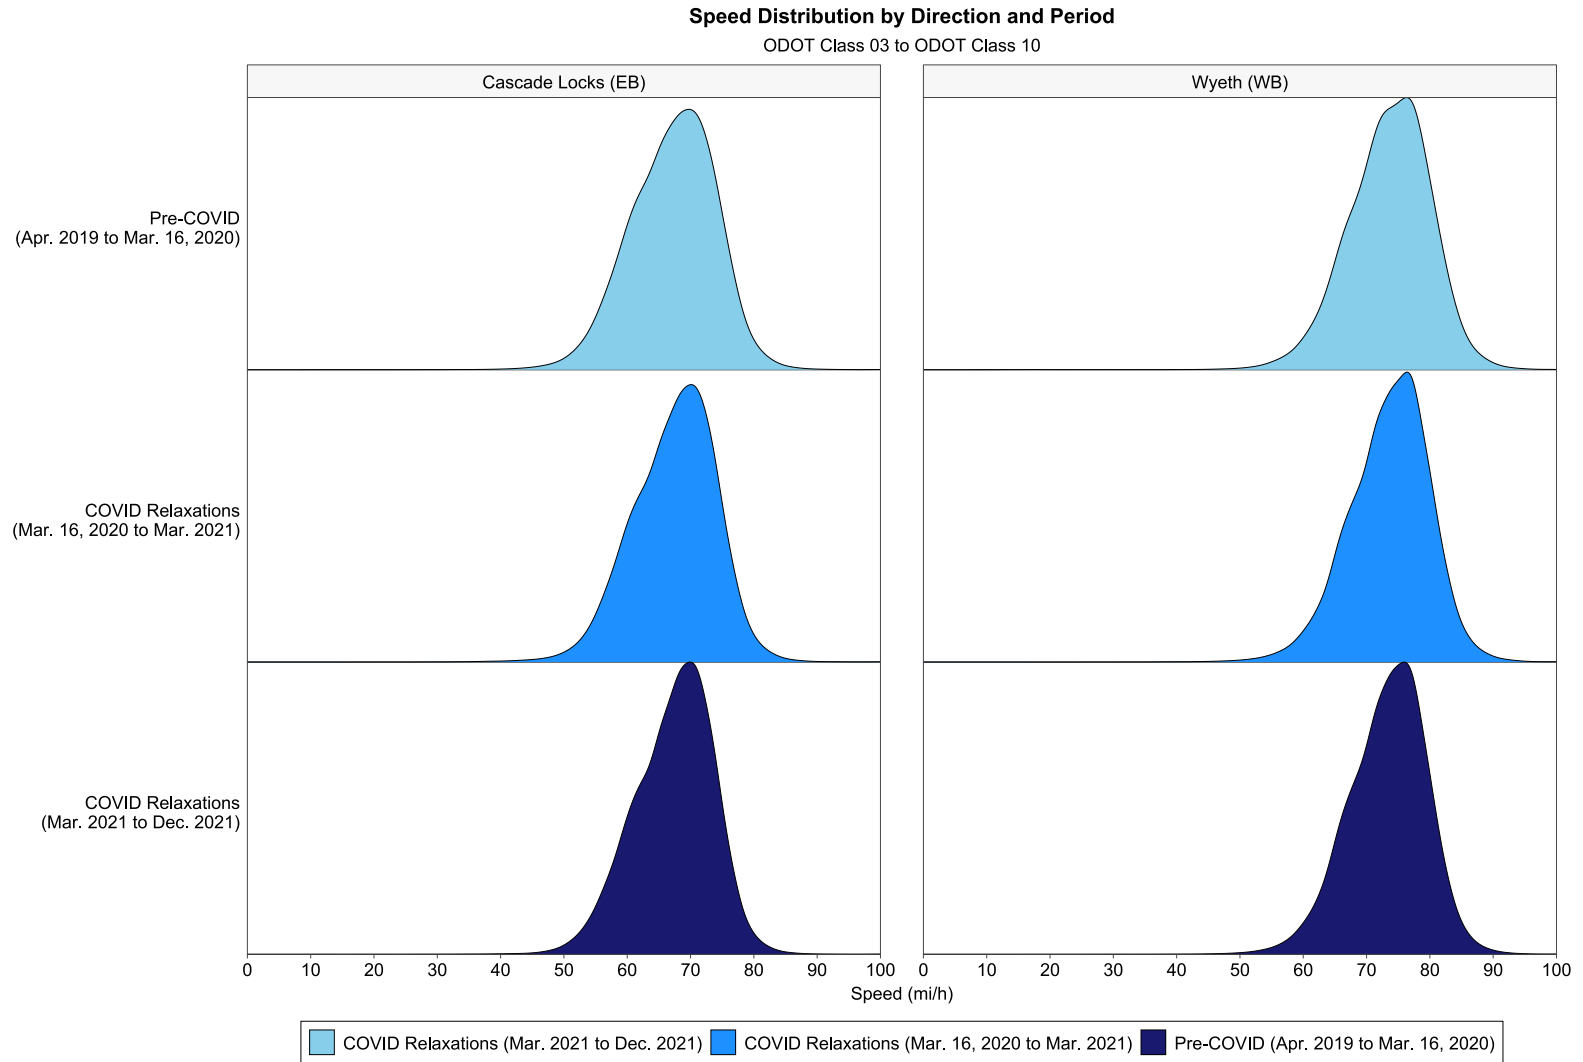 Speed Distribution by Direction and Period
ODOT Class 03 to ODOT Class 10
Cascade Locks (EB)
Wyeth (WB)
Pre-COVID
(Apr. 2019 to Mar. 16, 2020)
COVID Relaxations
(Mar. 16, 2020 to Mar. 2021)
COVID Relaxations
(Mar. 2021 to Dec. 2021)
0 10 20 30 40 50 60 70 80 90 100
0 10 20 30 40 50 60 70 80 90 100
Speed (mi/h)
COVID Relaxations (Mar. 2021 to Dec. 2021) COVID Relaxations (Mar. 16, 2020 to Mar. 2021) Pre-COVID (Apr. 2019 to Mar. 16, 2020)